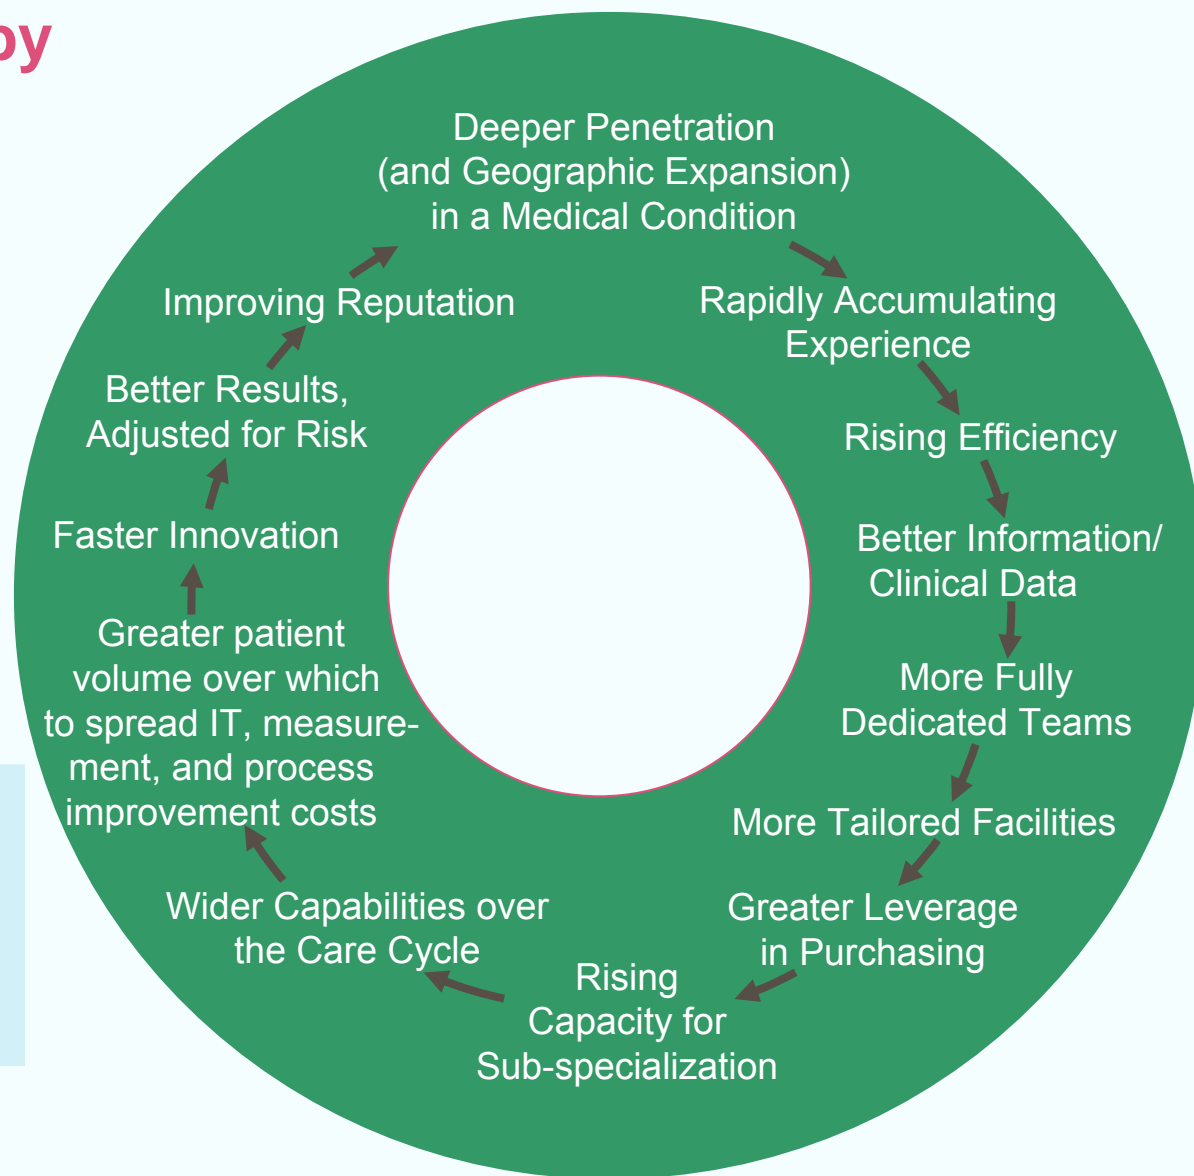 by
Deeper Penetration
(and Geographic Expansion)
in a Medical Condition
Rapidly Accumulating
Experience
Rising Efficiency
Better Information/
Clinical Data
More Fully
Dedicated Teams
More Tailored Facilities
Greater Leverage
in Purchasing
Rising
Capacity for
Sub-specialization
Wider Capabilities over
the Care Cycle
Greater patient
volume over which
to spread IT, measure-
ment, and process
improvement costs
Faster Innovation
Better Results,
Adjusted for Risk
Improving Reputation